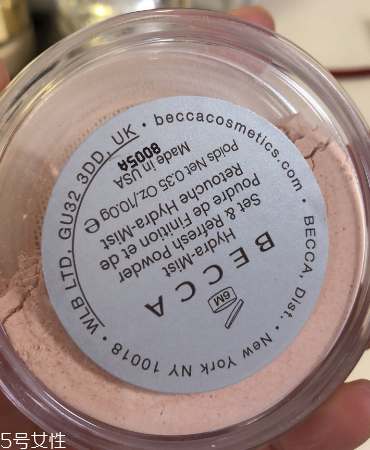 6M
BECCA
Hydra-Mist
Set & Refresh Powder
Poudre de Finition et de
Retouche Hydra-Mist
Poids Net 0.35 Oz/10.0g ℮
Made in USA
8005A
BECCA, Dist. • New York NY 10018 • WLB LTD, GU32 3DD, UK • beccacosmetics.com •
5号女性